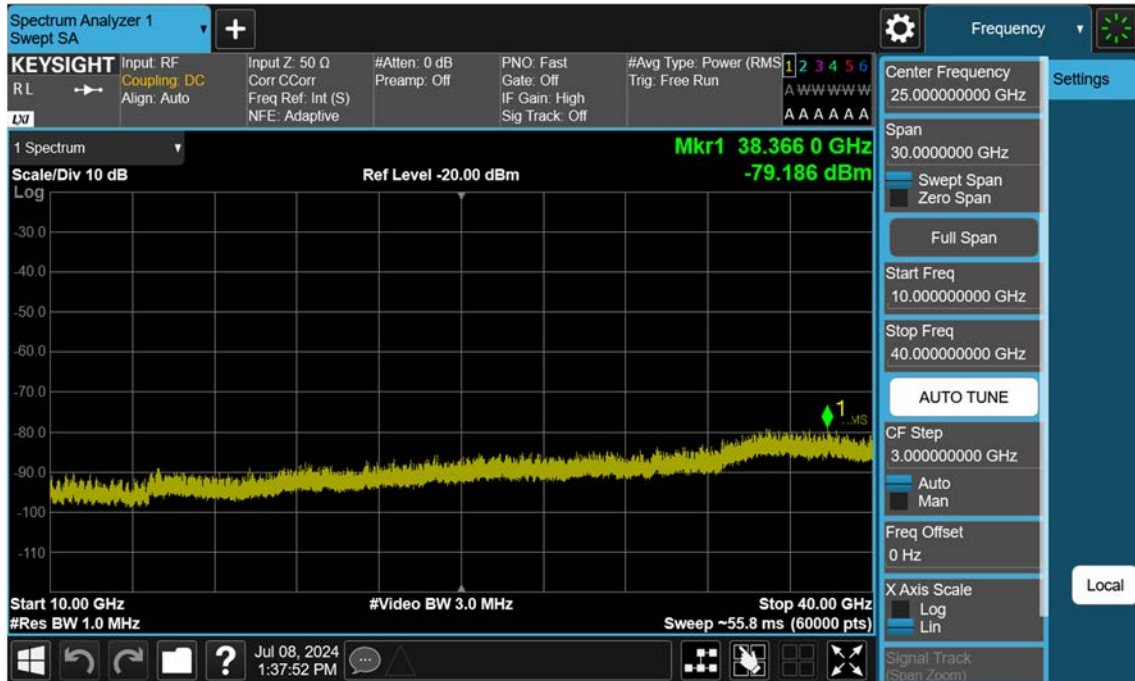 Spectrum Analyzer 1
Swept SA
Frequency
KEYSIGHT
RL
LXI
Input: RF
Coupling: DC
Align: Auto
Input Z: 50 Ω
Corr CCorr
Freq Ref: Int (S)
NFE: Adaptive
#Atten: 0 dB
Preamp: Off
PNO: Fast
Gate: Off
IF Gain: High
Sig Track: Off
#Avg Type: Power (RMS
Trig: Free Run
1 2 3 4 5 6
A W W W W W
A A A A A A
1 Spectrum
Mkr1 38.366 0 GHz
Scale/Div 10 dB
Ref Level -20.00 dBm
-79.186 dBm
Log
-30.0
-40.0
-50.0
-60.0
-70.0
-80.0
-90.0
-100
-110
1
Start 10.00 GHz
#Video BW 3.0 MHz
Stop 40.00 GHz
#Res BW 1.0 MHz
Sweep ~55.8 ms (60000 pts)
Center Frequency
25.000000000 GHz
Settings
Span
30.0000000 GHz
Swept Span
Zero Span
Full Span
Start Freq
10.000000000 GHz
Stop Freq
40.000000000 GHz
AUTO TUNE
CF Step
3.000000000 GHz
Auto
Man
Freq Offset
0 Hz
X Axis Scale
Log
Lin
Local
Signal Track
(Span Zoom)
?
Jul 08, 2024
1:37:52 PM